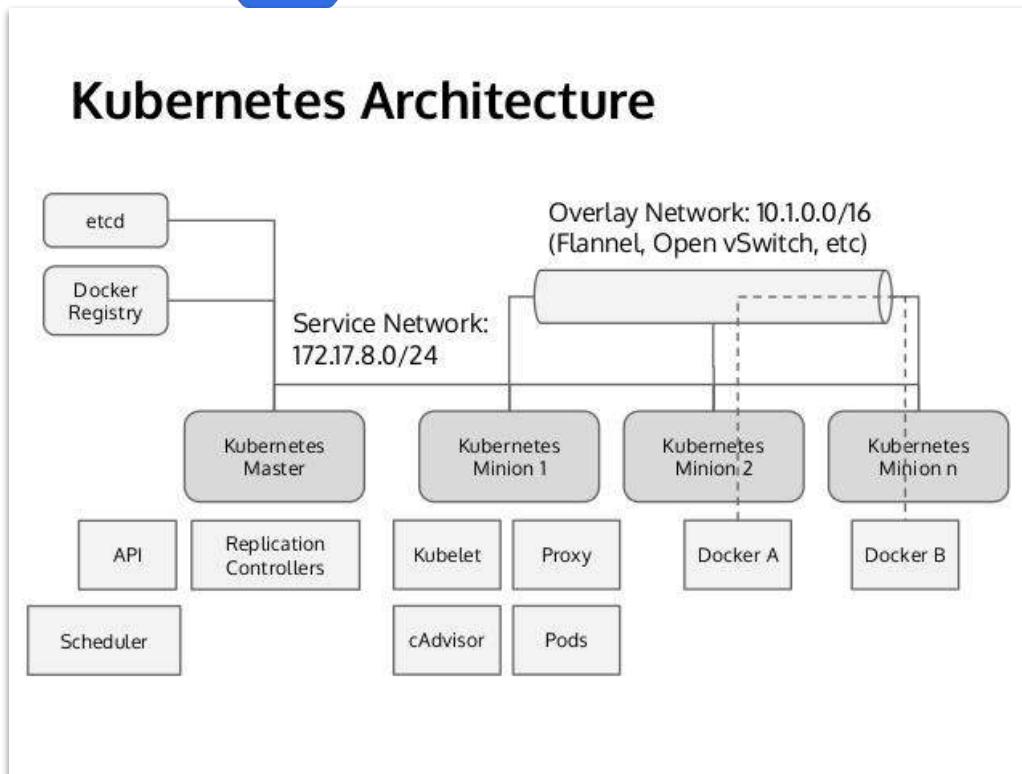 Kubernetes Architecture
etcd
Docker
Registry
Overlay Network: 10.1.0.0/16
(Flannel, Open vSwitch, etc)
Service Network:
172.17.8.0/24
Kubernetes
Master
Kubernetes
Minion 1
Kubernetes
Minion 2
Kubernetes
Minion n
API
Replication
Controllers
Kubelet
Proxy
Docker A
Docker B
Scheduler
cAdvisor
Pods